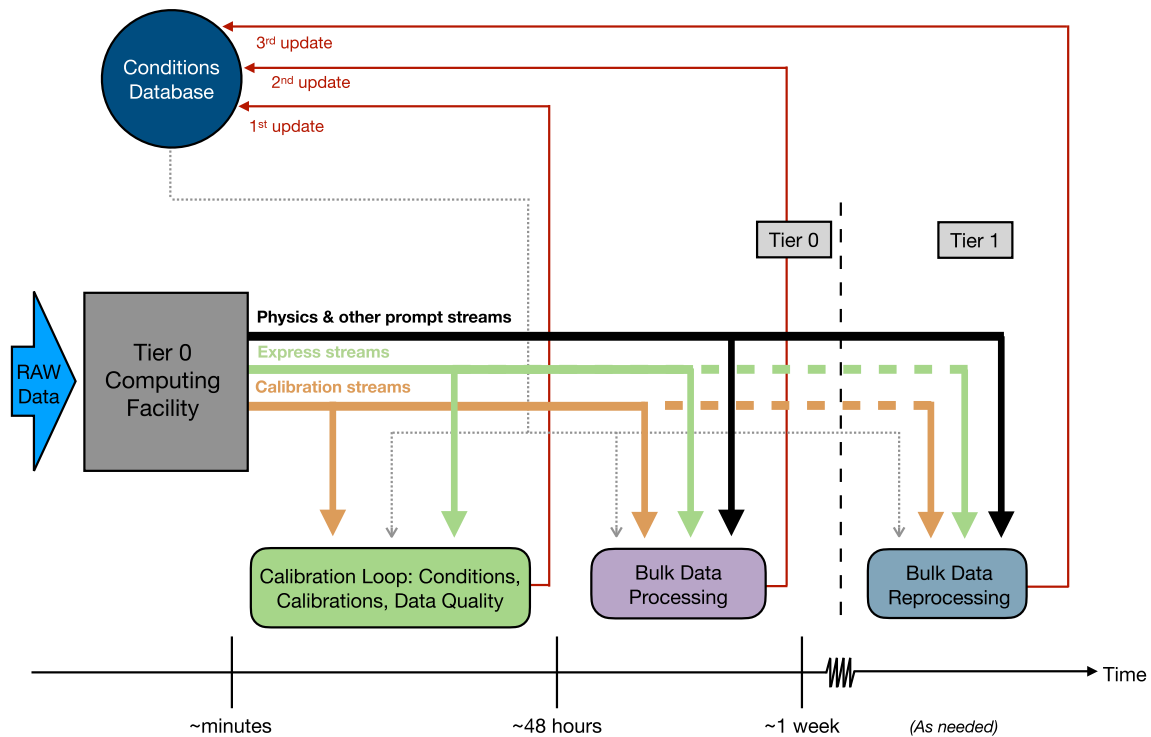 Conditions
Database
3rd update
2nd update
1st update
Tier 0
Tier 1
RAW
Data
Tier 0
Computing
Facility
Physics & other prompt streams
Express streams
Calibration streams
Calibration Loop: Conditions,
Calibrations, Data Quality
Bulk Data
Processing
Bulk Data
Reprocessing
Time
~minutes
~48 hours
~1 week
(As needed)